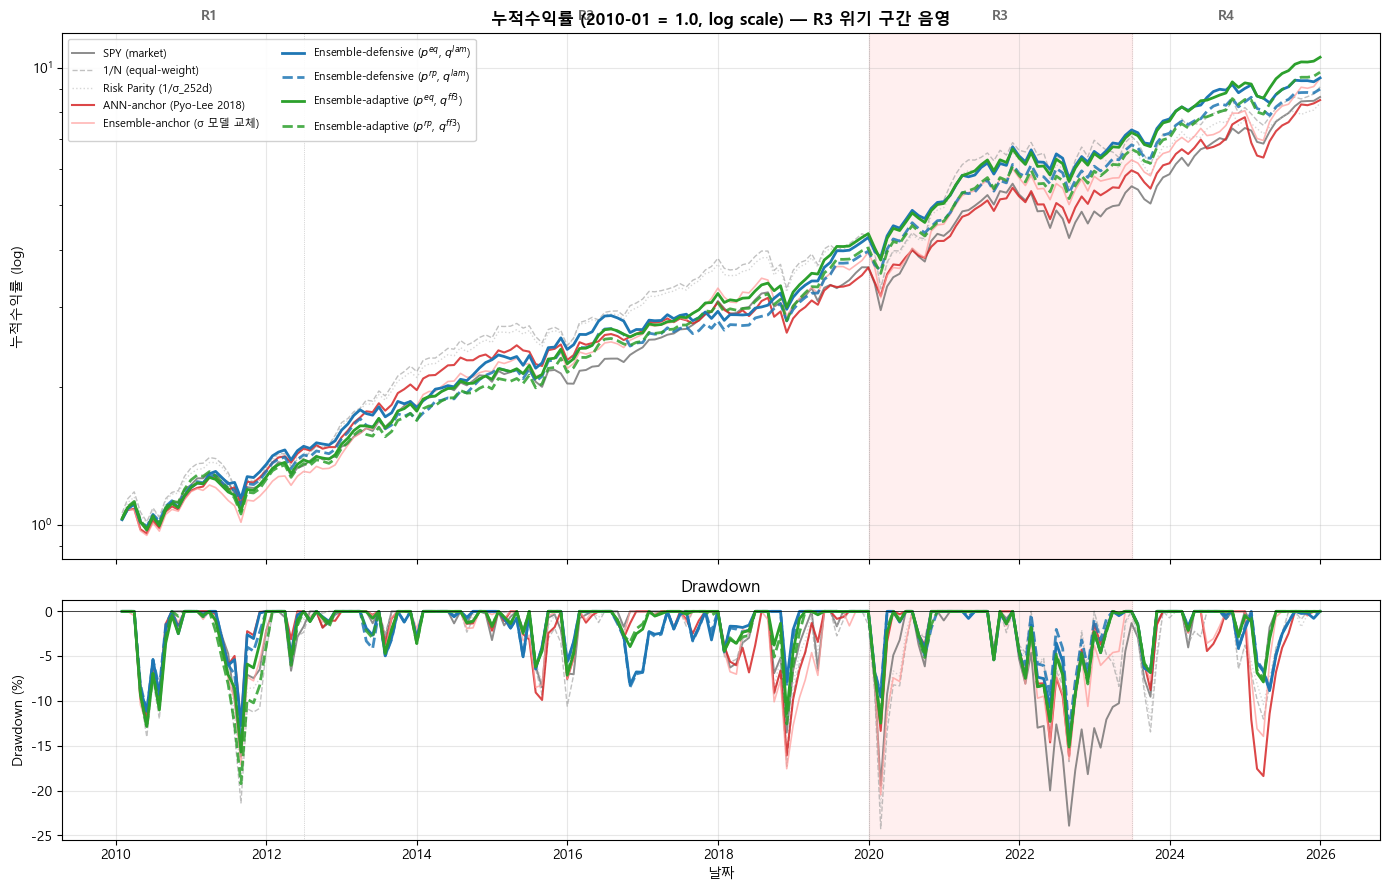 R1 R2 R3 R4
누적수익률 (2010-01 = 1.0, log scale) — R3 위기 구간 음영
SPY (market)
1/N (equal-weight)
Risk Parity (1/σ_252d)
ANN-anchor (Pyo-Lee 2018)
Ensemble-anchor (σ 모델 교체)
Ensemble-defensive (p^eq, q^lam)
Ensemble-defensive (p^rp, q^lam)
Ensemble-adaptive (p^eq, q^ff3)
Ensemble-adaptive (p^rp, q^ff3)
10^1
10^0
누적수익률 (log)
Drawdown
0
-5
-10
-15
-20
-25
Drawdown (%)
2010 2012 2014 2016 2018 2020 2022 2024 2026
날짜